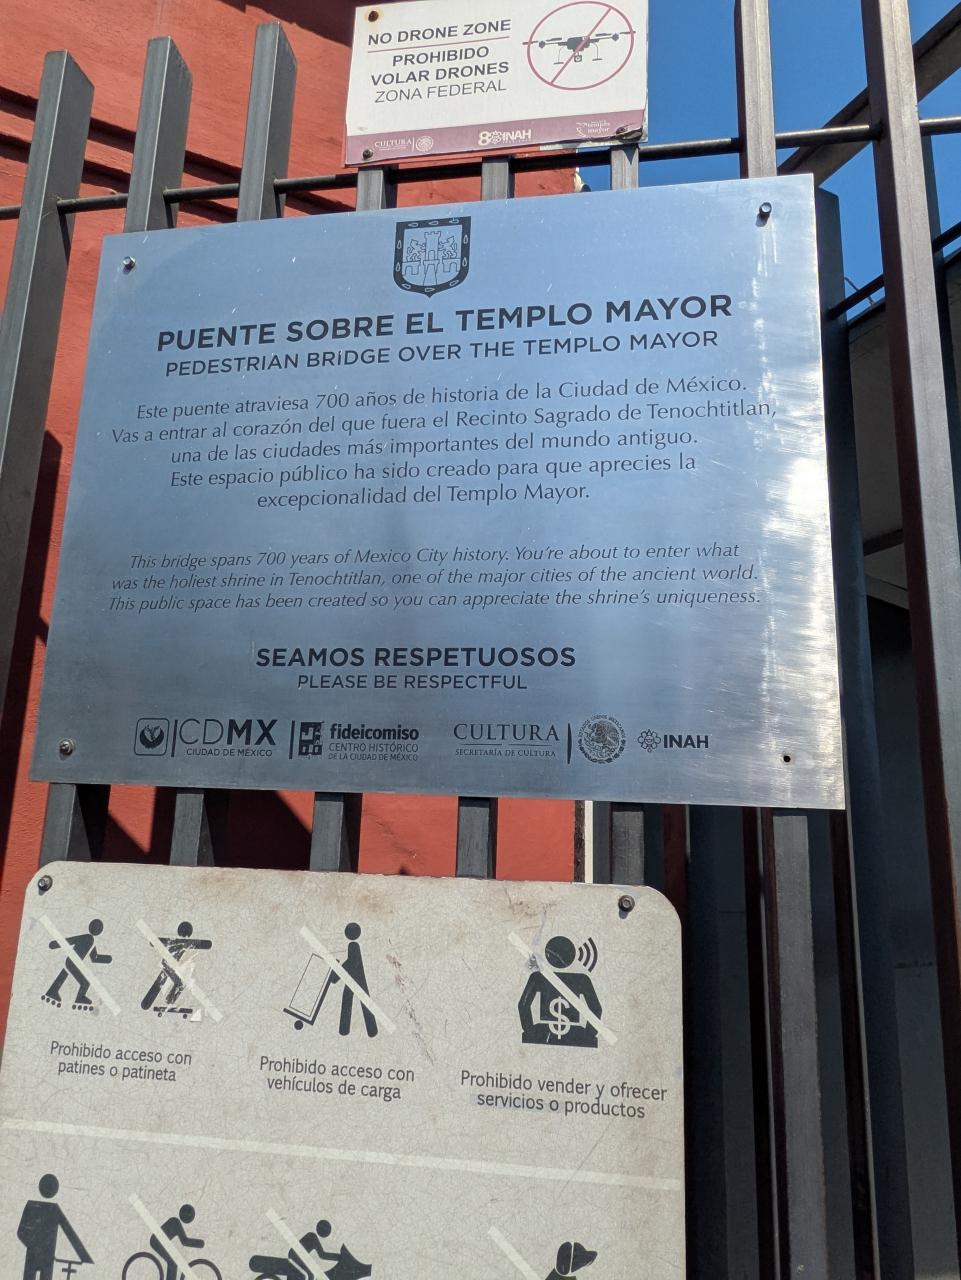 NO DRONE ZONE
PROHIBIDO
VOLAR DRONES
ZONA FEDERAL
CULTURA
80 INAH
templo
mayor
PUENTE SOBRE EL TEMPLO MAYOR
PEDESTRIAN BRIDGE OVER THE TEMPLO MAYOR
Este puente atraviesa 700 años de historia de la Ciudad de México.
Vas a entrar al corazón del que fuera el Recinto Sagrado de Tenochtitlan,
una de las ciudades más importantes del mundo antiguo.
Este espacio público ha sido creado para que aprecies la
excepcionalidad del Templo Mayor.
This bridge spans 700 years of Mexico City history. You're about to enter what
was the holiest shrine in Tenochtitlan, one of the major cities of the ancient world.
This public space has been created so you can appreciate the shrine's uniqueness.
SEAMOS RESPETUOSOS
PLEASE BE RESPECTFUL
CDMX
CIUDAD DE MÉXICO
fideicomiso
CENTRO HISTÓRICO
DE LA CIUDAD DE MÉXICO
CULTURA
SECRETARÍA DE CULTURA
INAH
Prohibido acceso con
patines o patineta
Prohibido acceso con
vehículos de carga
$
Prohibido vender y ofrecer
servicios o productos